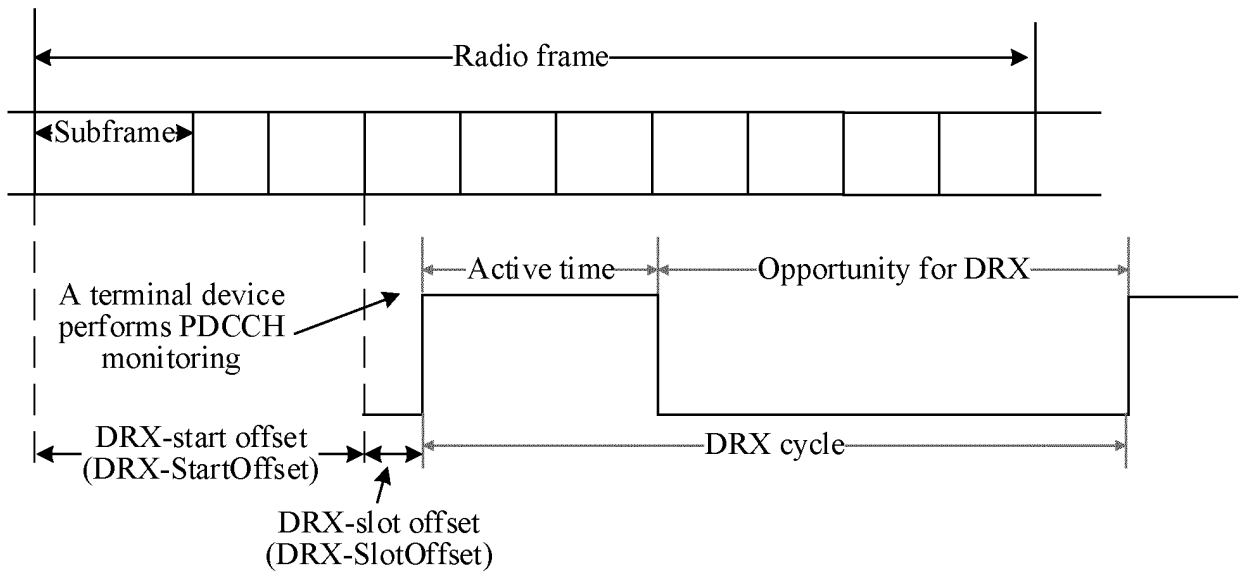 Radio frame
Subframe
Active time
Opportunity for DRX
A terminal device
performs PDCCH
monitoring
DRX-start offset
(DRX-StartOffset)
DRX cycle
DRX-slot offset
(DRX-SlotOffset)